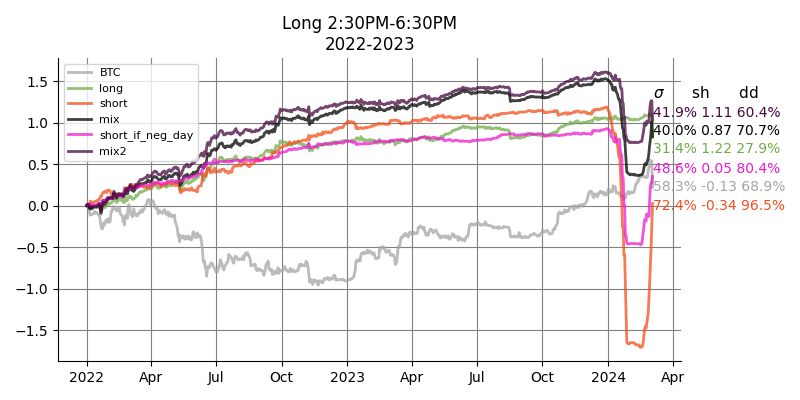 Long 2:30PM-6:30PM
2022-2023
BTC
long
short
mix
short_if_neg_day
mix2
σ sh dd
41.9% 1.11 60.4%
40.0% 0.87 70.7%
31.4% 1.22 27.9%
48.6% 0.05 80.4%
58.3% -0.13 68.9%
72.4% -0.34 96.5%
1.5
1.0
0.5
0.0
−0.5
−1.0
−1.5
2022 Apr Jul Oct 2023 Apr Jul Oct 2024 Apr